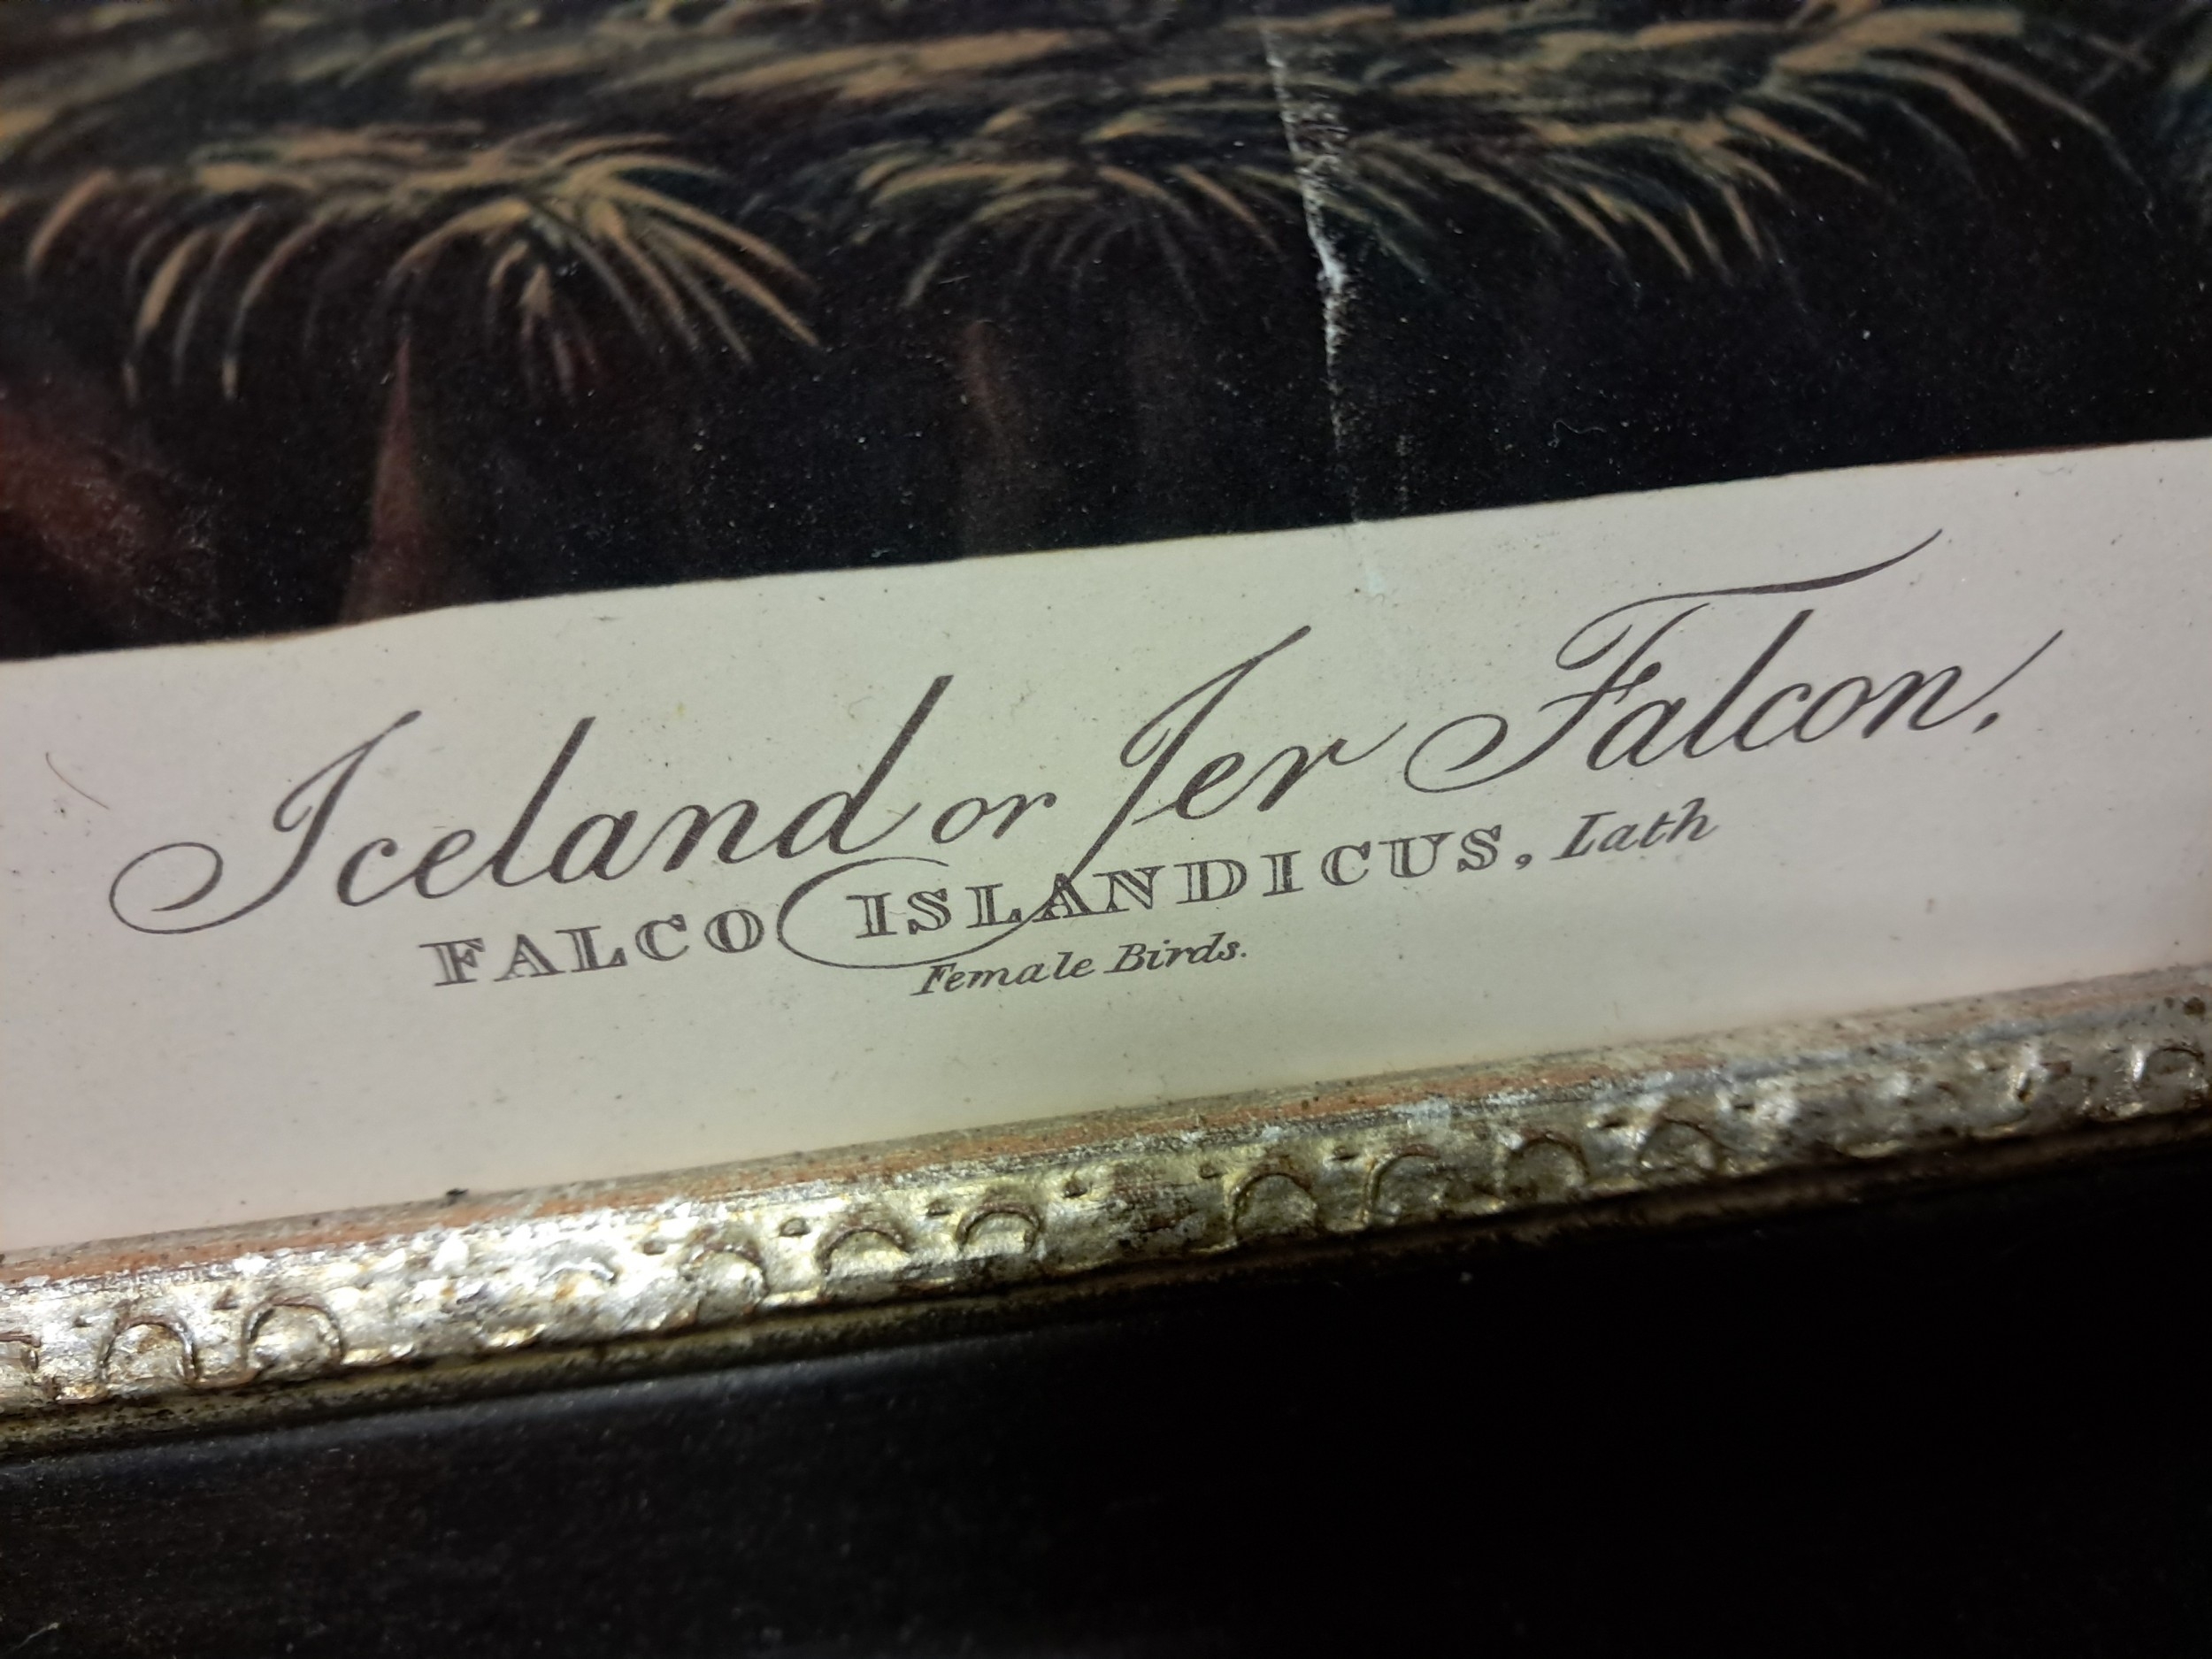 Iceland or Jer Falcon,
FALCO ISLANDICUS, Lath
Female Birds.